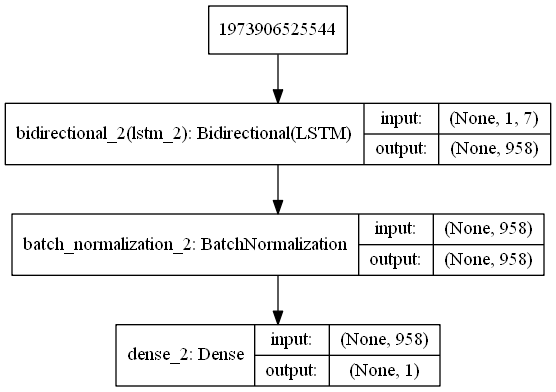 1973906525544
bidirectional_2(lstm_2): Bidirectional(LSTM)
input: (None, 1, 7)
output: (None, 958)
batch_normalization_2: BatchNormalization
input: (None, 958)
output: (None, 958)
dense_2: Dense
input: (None, 958)
output: (None, 1)